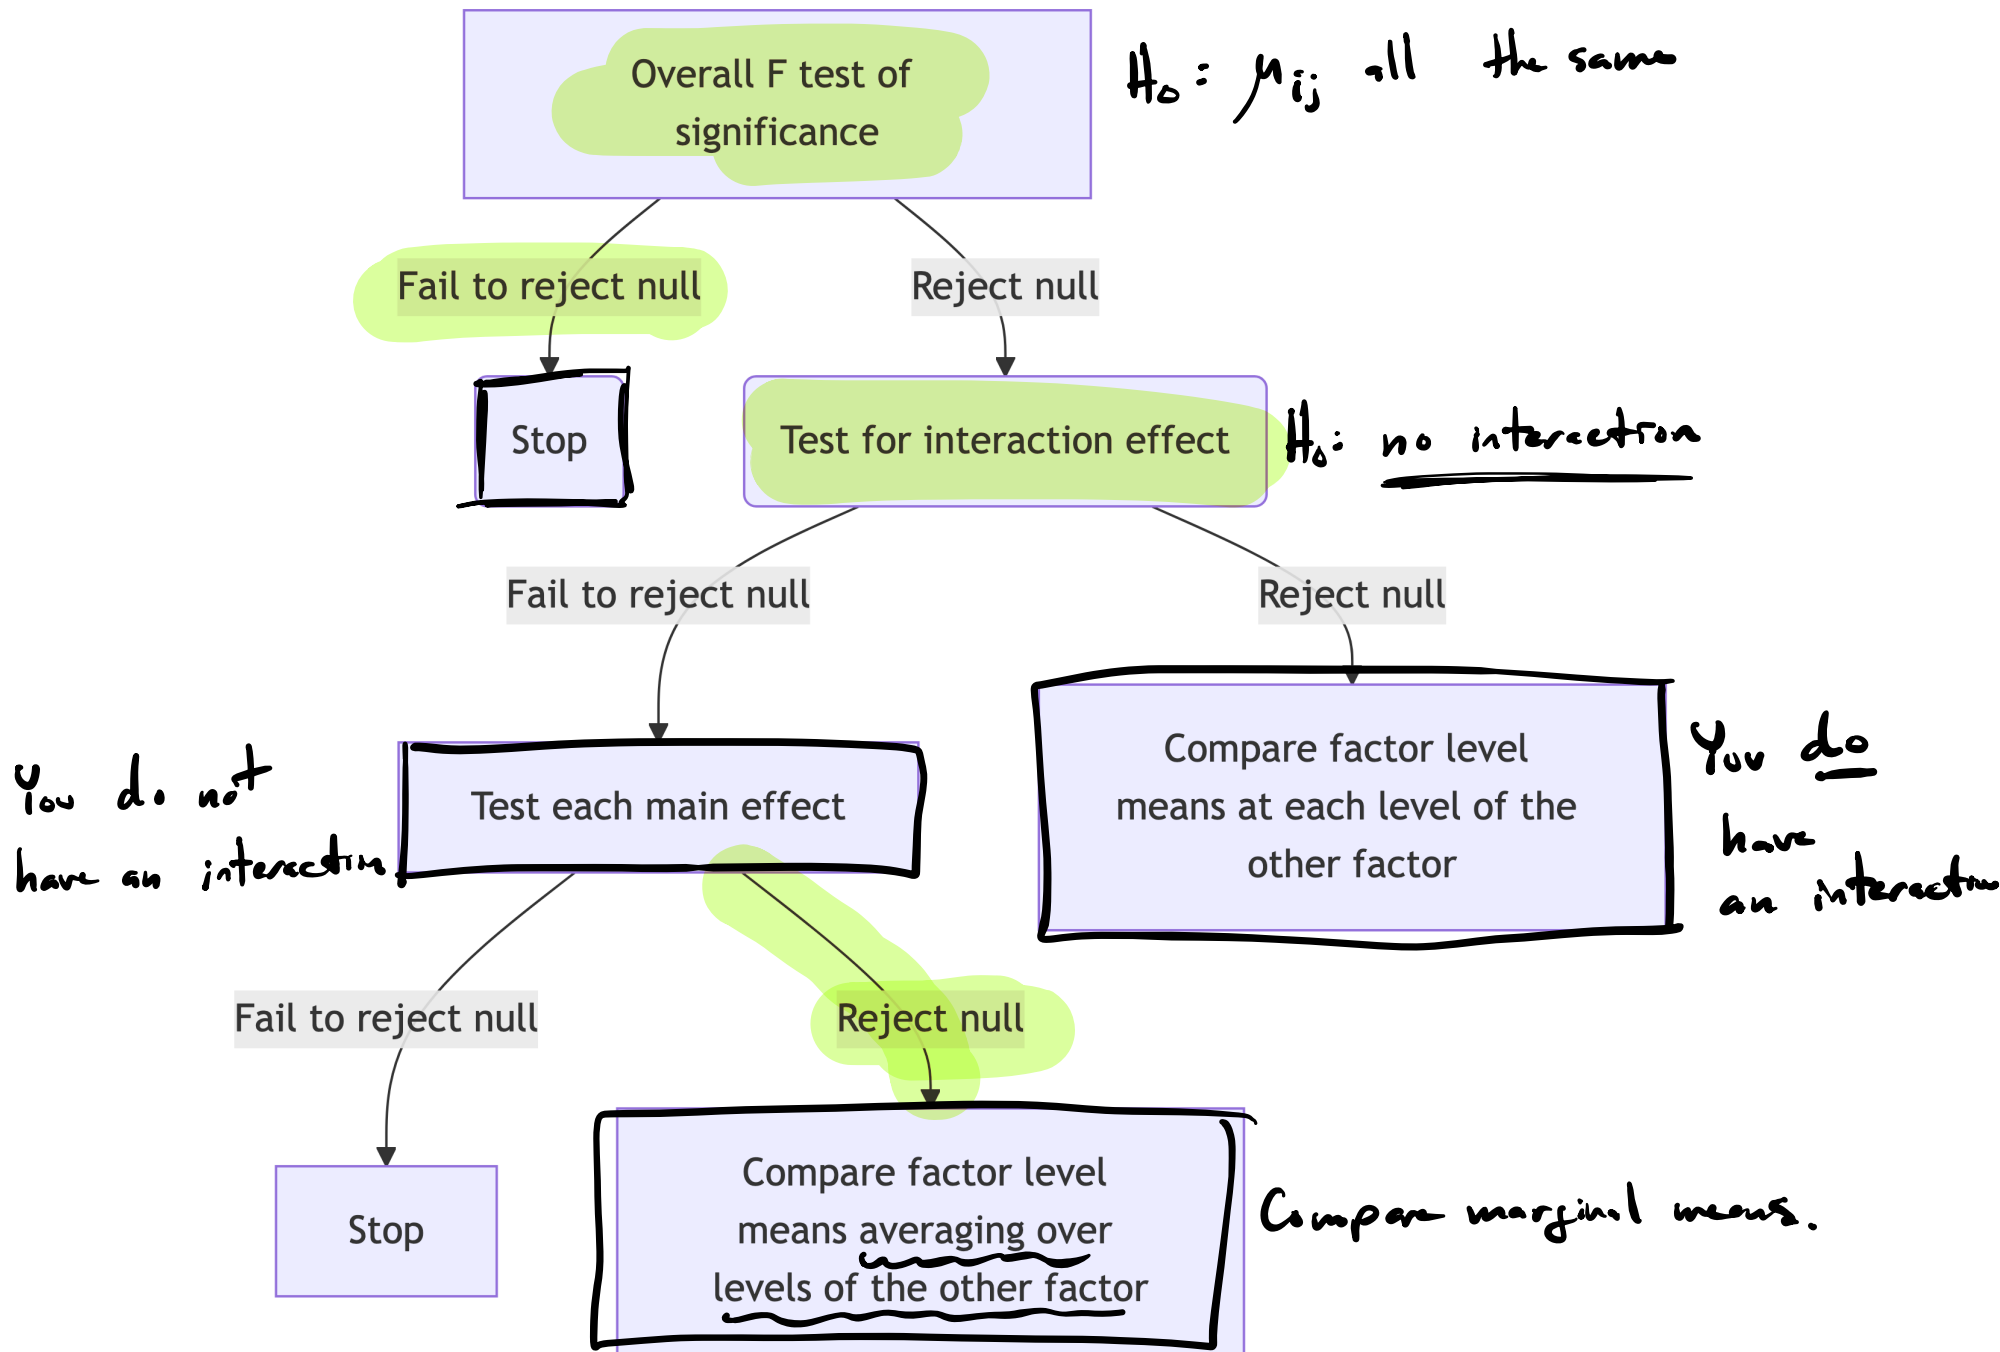 Overall F test of
significance
H₀: μᵢⱼ all the same
Fail to reject null
Reject null
Stop
Test for interaction effect
H₀: no interaction
Fail to reject null
Reject null
You do not
have an interaction
Test each main effect
Compare factor level
means at each level of the
other factor
You do
have
an interaction
Fail to reject null
Reject null
Stop
Compare factor level
means averaging over
levels of the other factor
Compare marginal means.